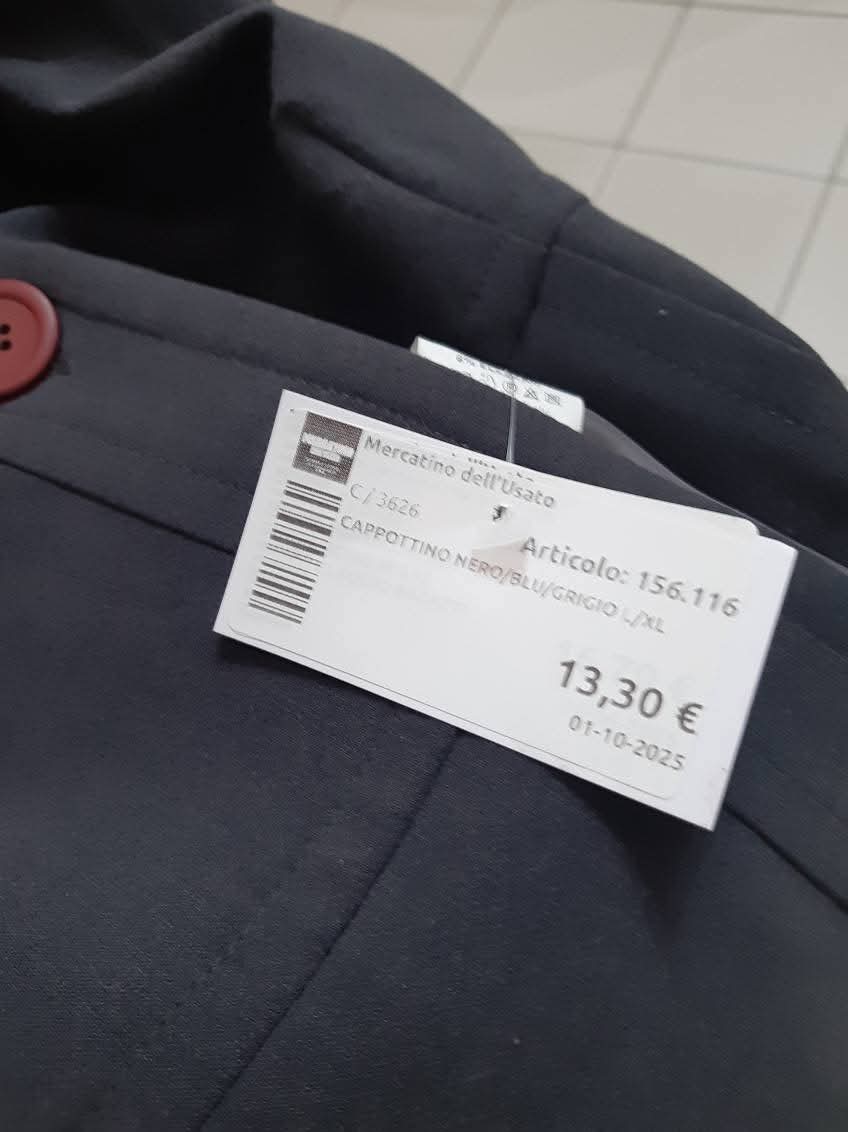 Mercatino dell'Usato
C/3626
Articolo: 156.116
CAPPOTTINO NERO/BLU/GRIGIO L/XL
13,30 €
01-10-2025